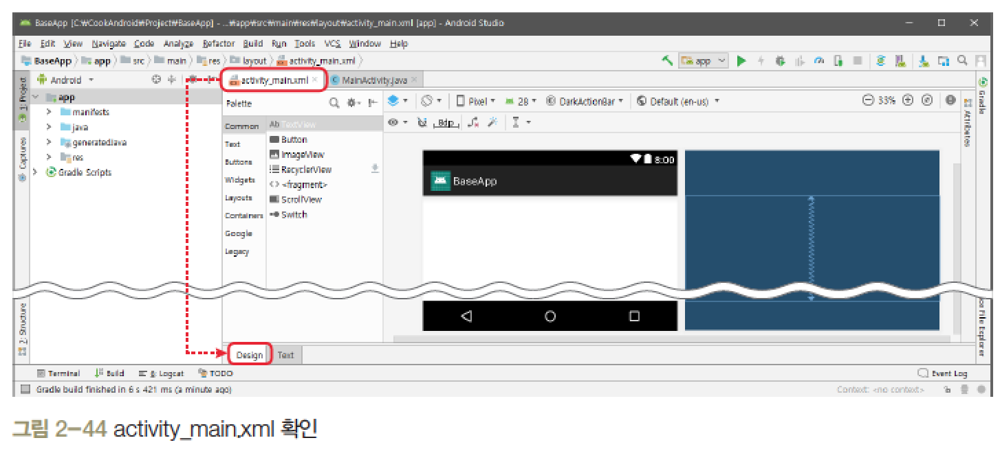 BaseApp [C:₩CookAndroid₩Project₩BaseApp] - ...₩app₩src₩main₩res₩layout₩activity_main.xml [app] - Android Studio
File Edit View Navigate Code Analyze Refactor Build Run Tools VCS Window Help
BaseApp app src main res layout activity_main.xml app
1: Project
Android
activity_main.xml
MainActivity.java
app
manifests
java
generatedJava
res
Gradle Scripts
Captures
2: Structure
Palette
Common
Text
Buttons
Widgets
Layouts
Containers
Google
Legacy
Ab TextView
Button
ImageView
RecyclerView
<fragment>
ScrollView
Switch
Pixel 28 DarkActionBar Default (en-us) 33%
8dp
8:00
BaseApp
Gradle
Attributes
ce File Explorer
Design Text
Terminal Build 6: Logcat TODO Event Log
Gradle build finished in 6 s 421 ms (a minute ago) Context: <no context>
그림 2-44 activity_main.xml 확인